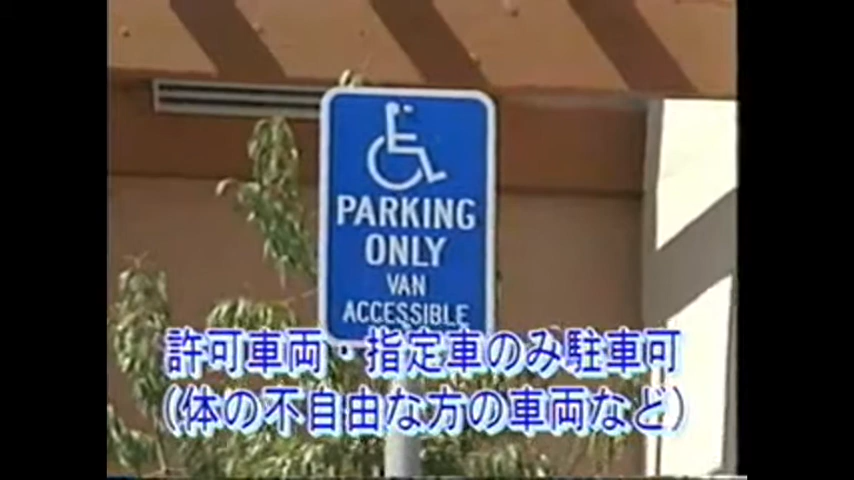 PARKING
ONLY
VAN
ACCESSIBLE
許可車両・指定車のみ駐車可
（体の不自由な方の車両など）